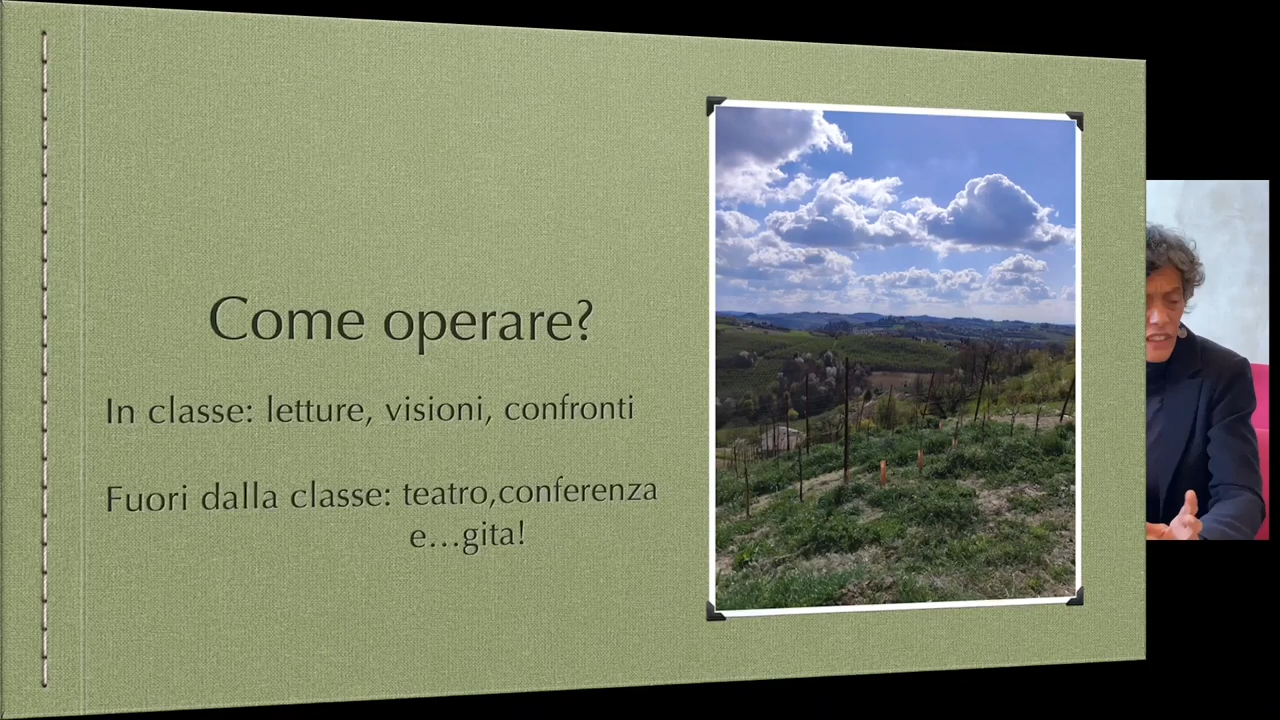 Come operare?
In classe: letture, visioni, confronti
Fuori dalla classe: teatro,conferenza
e…gita!